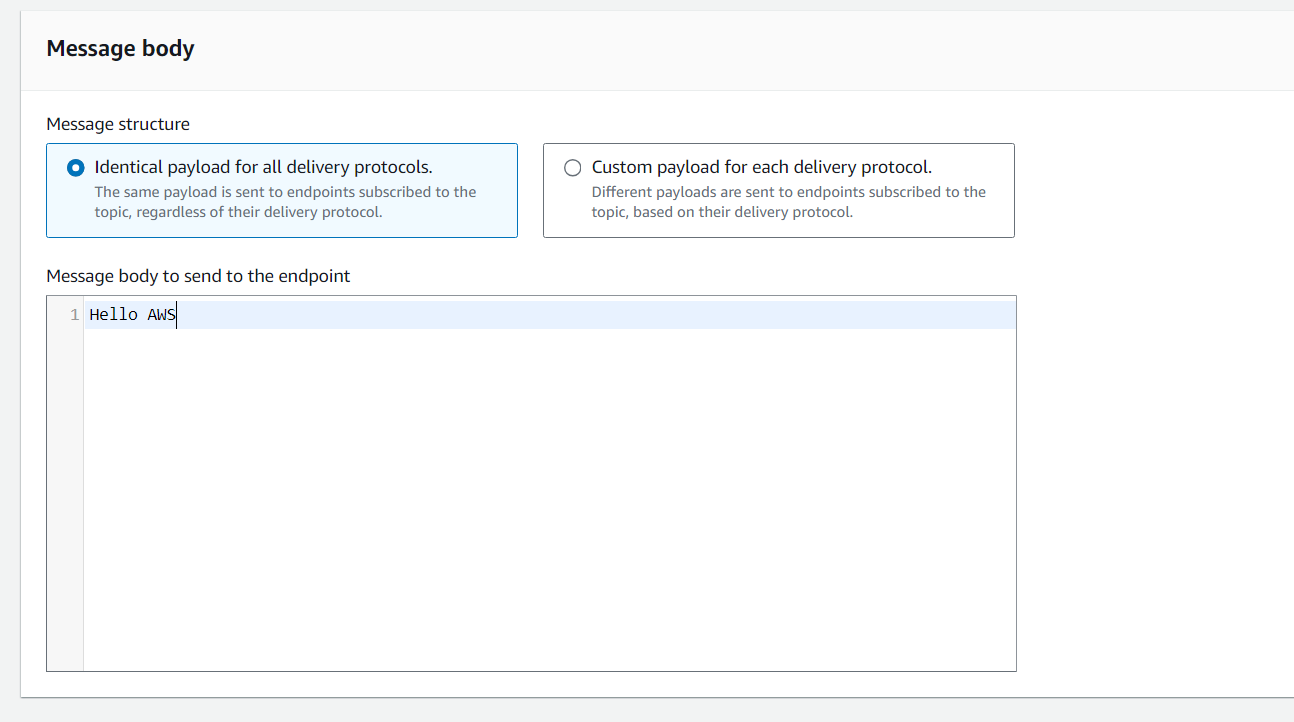 Message body
Message structure
Identical payload for all delivery protocols.
The same payload is sent to endpoints subscribed to the
topic, regardless of their delivery protocol.
Custom payload for each delivery protocol.
Different payloads are sent to endpoints subscribed to the
topic, based on their delivery protocol.
Message body to send to the endpoint
1 Hello AWS